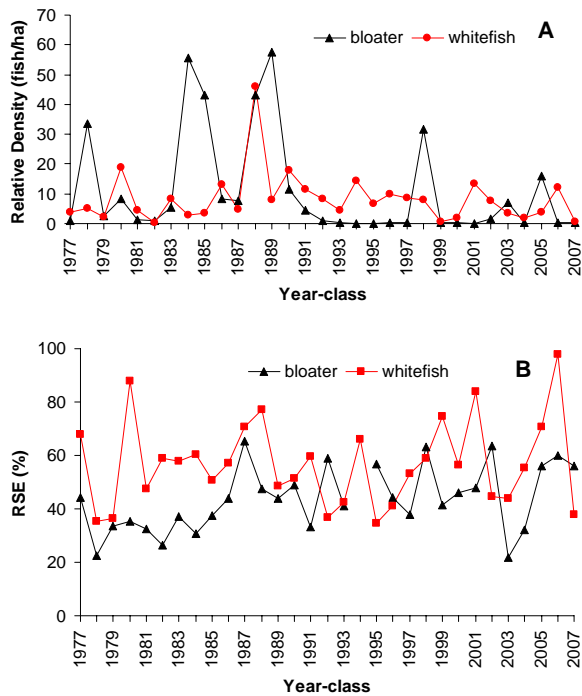 A
bloater whitefish
Relative Density (fish/ha)
70
60
50
40
30
20
10
0
1977 1979 1981 1983 1985 1987 1989 1991 1993 1995 1997 1999 2001 2003 2005 2007
Year-class
B
bloater whitefish
RSE (%)
100
80
60
40
20
0
1977 1979 1981 1983 1985 1987 1989 1991 1993 1995 1997 1999 2001 2003 2005 2007
Year-class